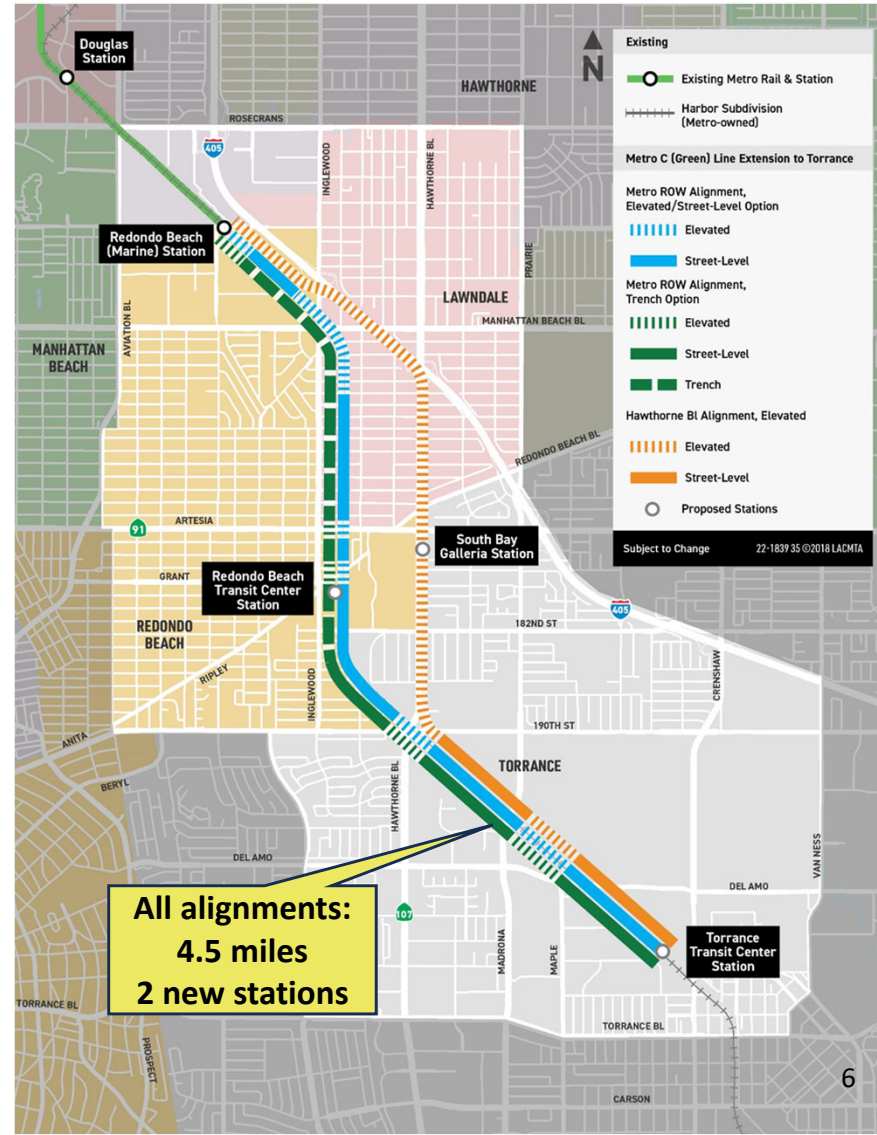 Douglas
Station
HAWTHORNE
ROSECRANS
405
INGLEWOOD
HAWTHORNE BL
PRAIRIE
Redondo Beach
(Marine) Station
AVIATION BL
LAWNDALE
MANHATTAN BEACH BL
MANHATTAN
BEACH
REDONDO BEACH BL
ARTESIA
91
South Bay
Galleria Station
GRANT
Redondo Beach
Transit Center
Station
405
182ND ST
REDONDO
BEACH
RIPLEY
INGLEWOOD
CRENSHAW
190TH ST
ANITA
BERYL
TORRANCE
HAWTHORNE BL
VAN NESS
DEL AMO
DEL AMO
All alignments:
4.5 miles
2 new stations
107
MADRONA
MAPLE
Torrance
Transit Center
Station
TORRANCE BL
TORRANCE BL
PROSPECT
CARSON
6
N
Existing
Existing Metro Rail & Station
Harbor Subdivision
(Metro-owned)
Metro C (Green) Line Extension to Torrance
Metro ROW Alignment,
Elevated/Street-Level Option
Elevated
Street-Level
Metro ROW Alignment,
Trench Option
Elevated
Street-Level
Trench
Hawthorne Bl Alignment, Elevated
Elevated
Street-Level
Proposed Stations
Subject to Change 22-1839 35 ©2018 LACMTA